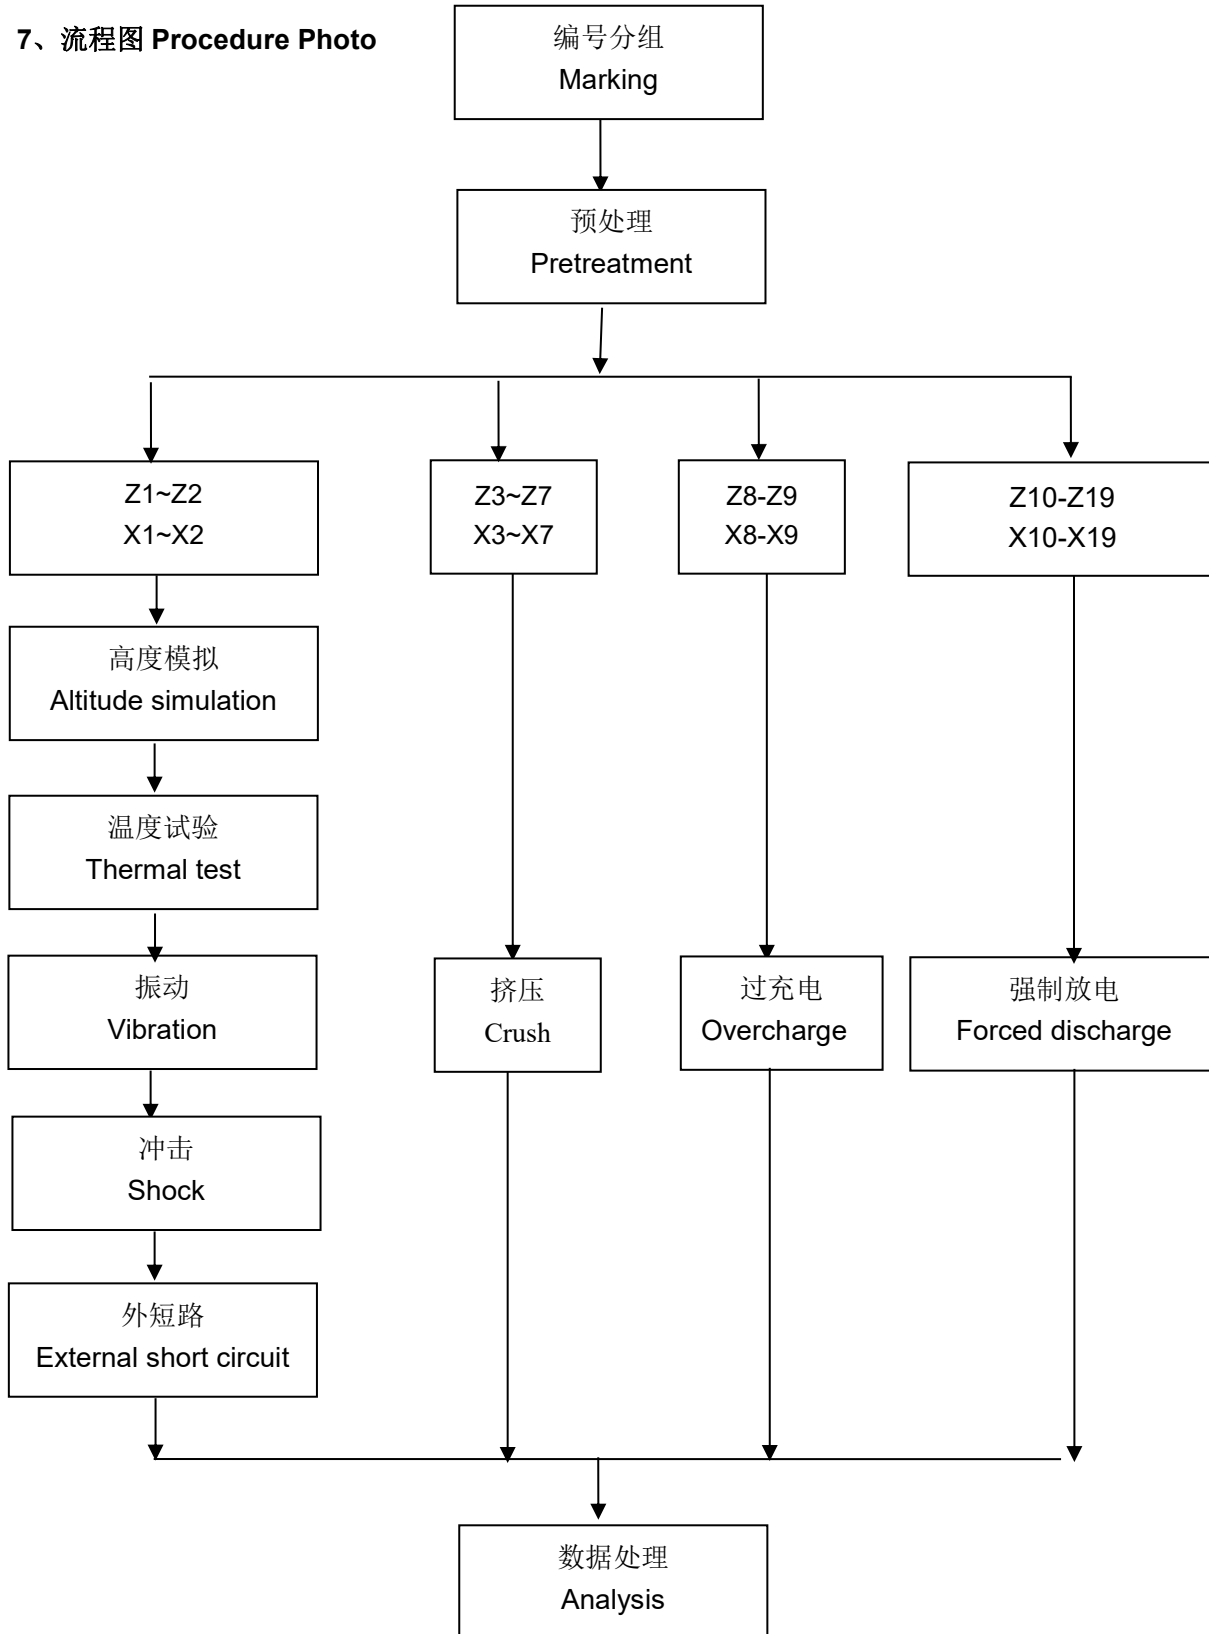 7、流程图 Procedure Photo
编号分组
Marking
预处理
Pretreatment
Z1~Z2
X1~X2
Z3~Z7
X3~X7
Z8-Z9
X8-X9
Z10-Z19
X10-X19
高度模拟
Altitude simulation
温度试验
Thermal test
振动
Vibration
冲击
Shock
外短路
External short circuit
挤压
Crush
过充电
Overcharge
强制放电
Forced discharge
数据处理
Analysis